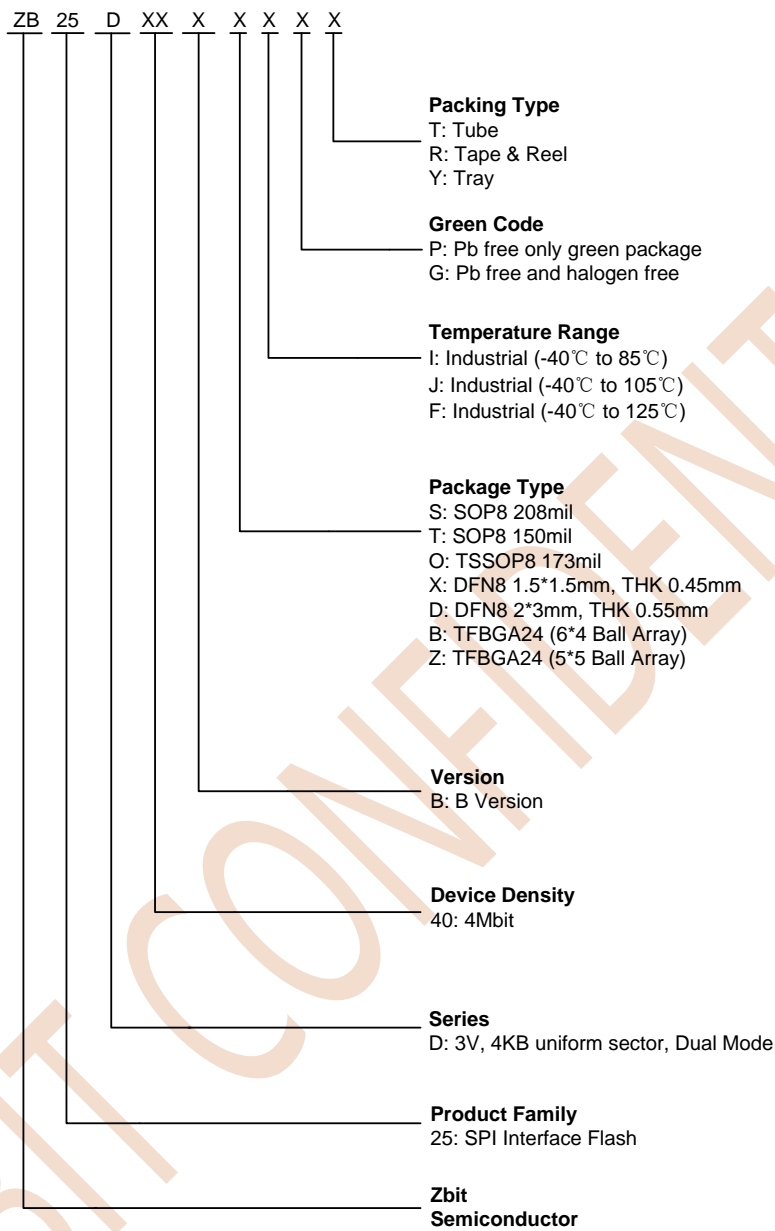 ZB 25 D XX X X X X X
Packing Type
T: Tube
R: Tape & Reel
Y: Tray
Green Code
P: Pb free only green package
G: Pb free and halogen free
Temperature Range
I: Industrial (-40℃ to 85℃)
J: Industrial (-40℃ to 105℃)
F: Industrial (-40℃ to 125℃)
Package Type
S: SOP8 208mil
T: SOP8 150mil
O: TSSOP8 173mil
X: DFN8 1.5*1.5mm, THK 0.45mm
D: DFN8 2*3mm, THK 0.55mm
B: TFBGA24 (6*4 Ball Array)
Z: TFBGA24 (5*5 Ball Array)
Version
B: B Version
Device Density
40: 4Mbit
Series
D: 3V, 4KB uniform sector, Dual Mode
Product Family
25: SPI Interface Flash
Zbit
Semiconductor